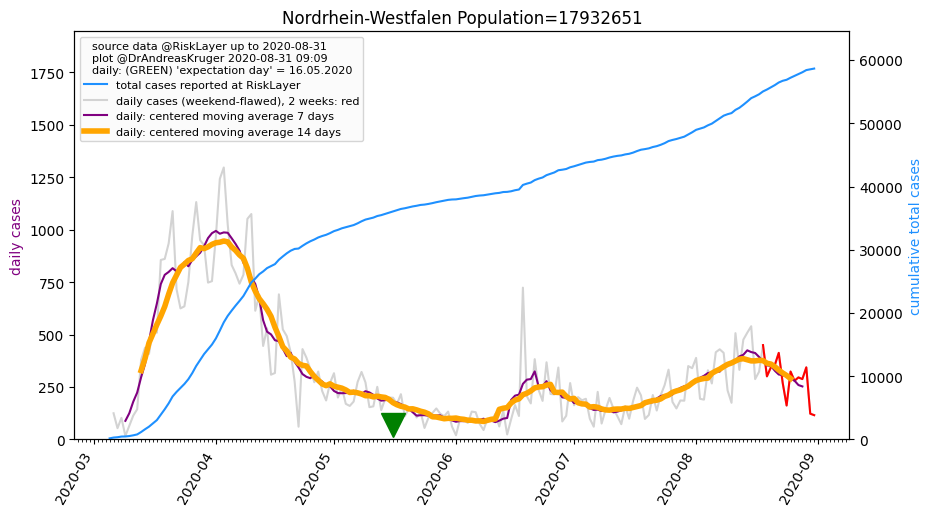 Nordrhein-Westfalen Population=17932651
source data @RiskLayer up to 2020-08-31
plot @DrAndreasKruger 2020-08-31 09:09
daily: (GREEN) 'expectation day' = 16.05.2020
total cases reported at RiskLayer
daily cases (weekend-flawed), 2 weeks: red
daily: centered moving average 7 days
daily: centered moving average 14 days
daily cases
1750
1500
1250
1000
750
500
250
0
cumulative total cases
60000
50000
40000
30000
20000
10000
0
2020-03
2020-04
2020-05
2020-06
2020-07
2020-08
2020-09